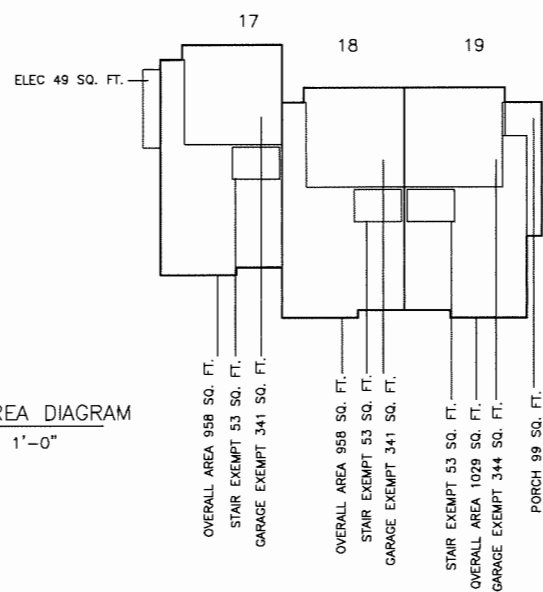 17
18
19
ELEC 49 SQ. FT.
REA DIAGRAM
1'-0"
OVERALL AREA 958 SQ. FT.
STAIR EXEMPT 53 SQ. FT.
GARAGE EXEMPT 341 SQ. FT.
OVERALL AREA 958 SQ. FT.
STAIR EXEMPT 53 SQ. FT.
GARAGE EXEMPT 341 SQ. FT.
STAIR EXEMPT 53 SQ. FT.
OVERALL AREA 1029 SQ. FT.
GARAGE EXEMPT 344 SQ. FT.
PORCH 99 SQ. FT.